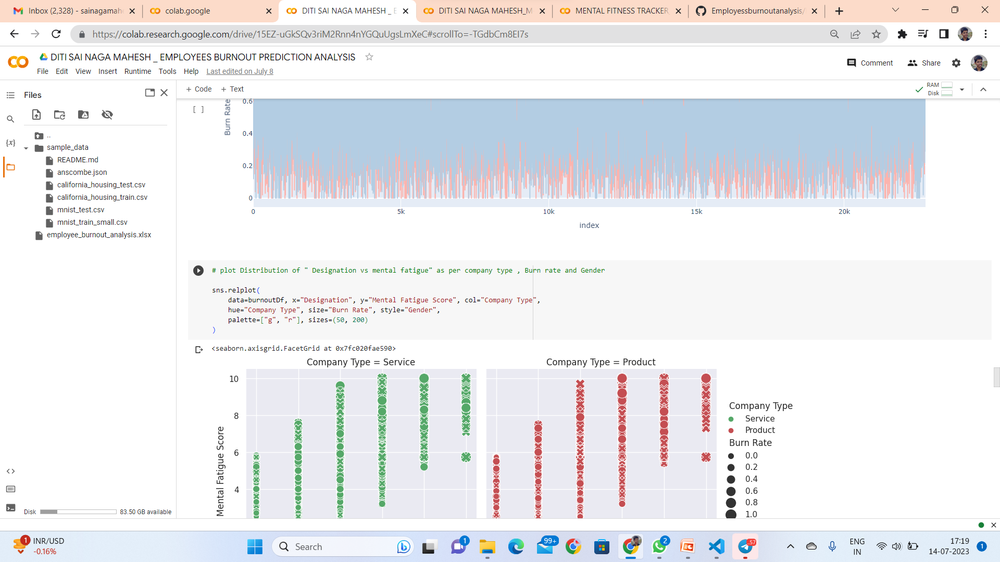 Inbox (2,328) - sainagamah
colab.google
DITI SAI NAGA MAHESH _ E
DITI SAI NAGA MAHESH_M
MENTAL FITNESS TRACKER
Employessburnoutanalysis/
https://colab.research.google.com/drive/15EZ-uGkSQv3riM2Rnn4nYGQuUgsLmXeC#scrollTo=-TGdbCm8EI7s
DITI SAI NAGA MAHESH _ EMPLOYEES BURNOUT PREDICTION ANALYSIS
File Edit View Insert Runtime Tools Help Last edited on July 8
Comment
Share
Files
+ Code + Text
RAM
Disk
{x}
..
sample_data
README.md
anscombe.json
california_housing_test.csv
california_housing_train.csv
mnist_test.csv
mnist_train_small.csv
employee_burnout_analysis.xlsx
Disk
83.50 GB available
[ ]
Burn Rate
0.6
0.4
0.2
0
0 5k 10k 15k 20k
index
# plot Distribution of " Designation vs mental fatigue" as per company type , Burn rate and Gender
sns.relplot(
data=burnoutDf, x="Designation", y="Mental Fatigue Score", col="Company Type",
hue="Company Type", size="Burn Rate", style="Gender",
palette=["g", "r"], sizes=(50, 200)
)
<seaborn.axisgrid.FacetGrid at 0x7fc020fae590>
Company Type = Service
Company Type = Product
10
8
6
4
Mental Fatigue Score
Company Type
Service
Product
Burn Rate
0.0
0.2
0.4
0.6
0.8
1.0
1
INR/USD
-0.16%
Search
1
99+
2
57
ENG
IN
17:19
14-07-2023
1